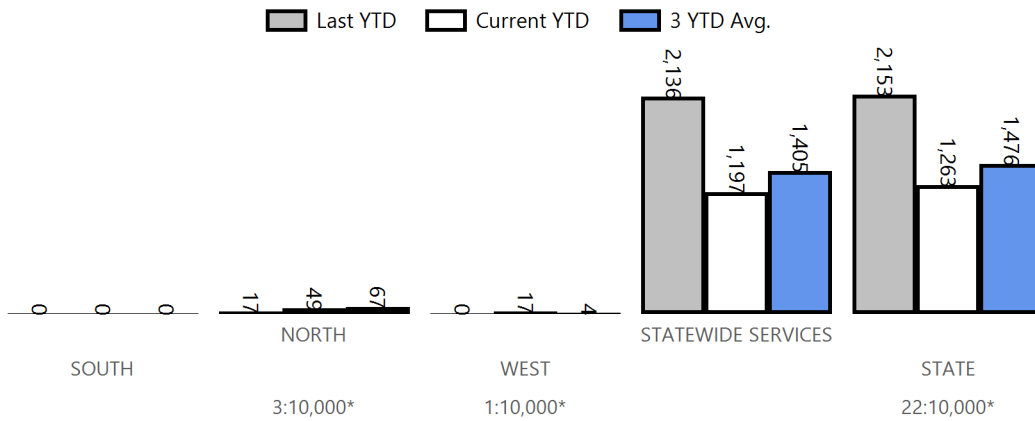 Last YTD Current YTD 3 YTD Avg.
0 0 0 17 49 67 0 17 4 2,136 1,197 1,405 2,153 1,263 1,476
NORTH STATEWIDE SERVICES
SOUTH WEST STATE
3:10,000* 1:10,000* 22:10,000*